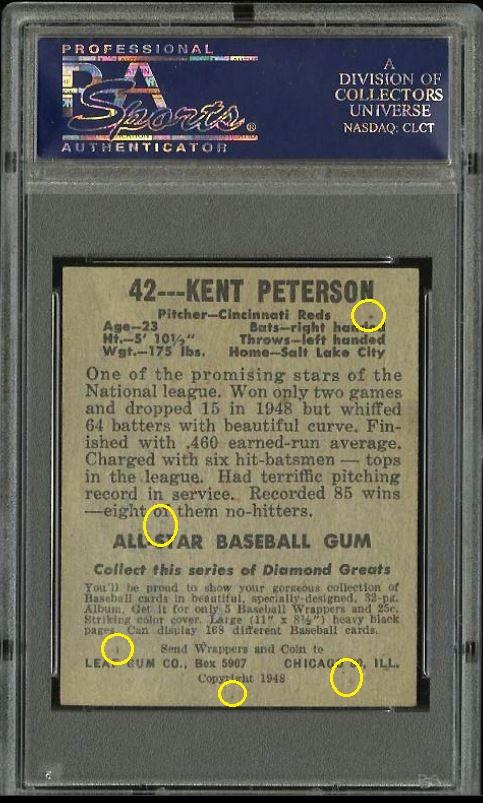 PROFESSIONAL
PSA
Sports®
AUTHENTICATOR
A
DIVISION OF
COLLECTORS
UNIVERSE
NASDAQ: CLCT
42---KENT PETERSON
Pitcher—Cincinnati Reds
Age—23 Bats—right handed
Ht.—5' 10½" Throws—left handed
Wgt.—175 lbs. Home—Salt Lake City
One of the promising stars of the
National league. Won only two games
and dropped 15 in 1948 but whiffed
64 batters with beautiful curve. Fin-
ished with .460 earned-run average.
Charged with six hit-batsmen — tops
in the league. Had terriffic pitching
record in service. Recorded 85 wins
—eight of them no-hitters.
ALL-STAR BASEBALL GUM
Collect this series of Diamond Greats
You'll be proud to show your gorgeous collection of
Baseball cards in beautiful, specially-designed, 32-pg.
Album. Get it for only 5 Baseball Wrappers and 25c.
Striking color cover. Large (11" x 8½") heavy black
pages. Can display 168 different Baseball cards.
Send Wrappers and Coin to
LEAF GUM CO., Box 5907 CHICAGO 90, ILL.
Copyright 1948